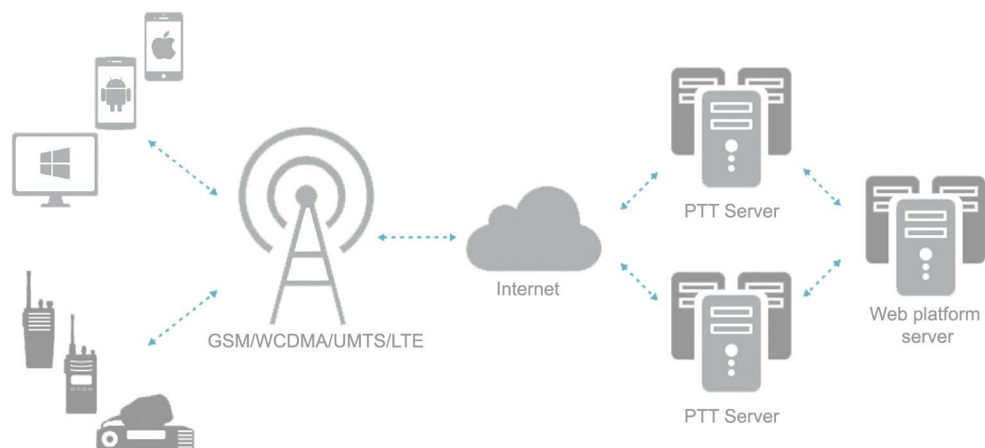 PTT Server
Internet
GSM/WCDMA/UMTS/LTE
Web platform
server
PTT Server